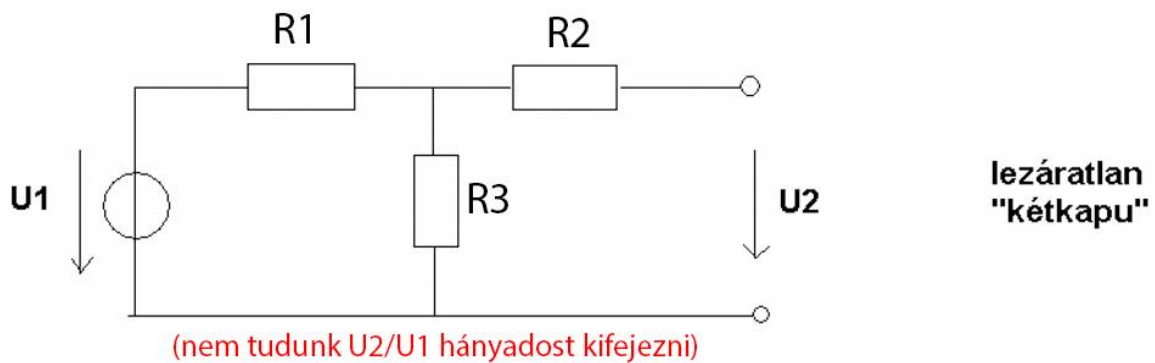 R1
R2
U1
R3
U2
lezáratlan
"kétkapu"
(nem tudunk U2/U1 hányadost kifejezni)